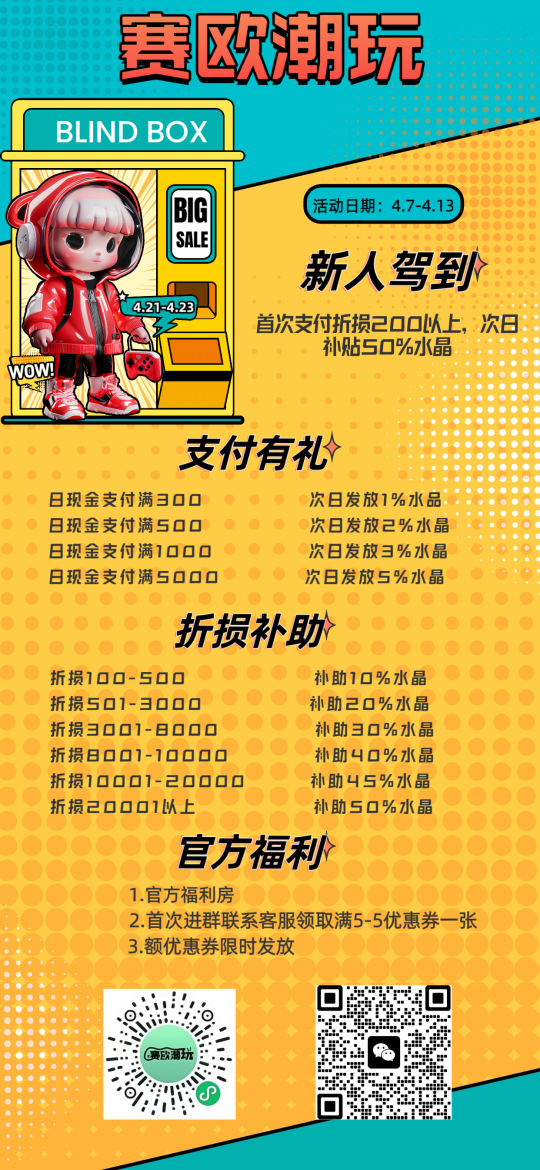 赛欧潮玩
BLIND BOX
BIG
SALE
4.21-4.23
WOW!
活动日期：4.7-4.13
新人驾到
首次支付折损200以上，次日
补贴50%水晶
支付有礼
日现金支付满300 次日发放1%水品
日现金支付满500 次日发放2%水晶
日现金支付满1000 次日发放3%水晶
日现金支付满5000 次日发放5%水晶
折损补助
折损100-500 补助10%水晶
折损501-3000 补助20%水晶
折损3001-8000 补助30%水晶
折损8001-10000 补助40%水晶
折损10001-20000 补助45%水晶
折损20001以上 补助50%水晶
官方福利
1.官方福利房
2.首次进群联系客服领取满5-5优惠券一张
3.额优惠券限时发放
赛欧潮玩